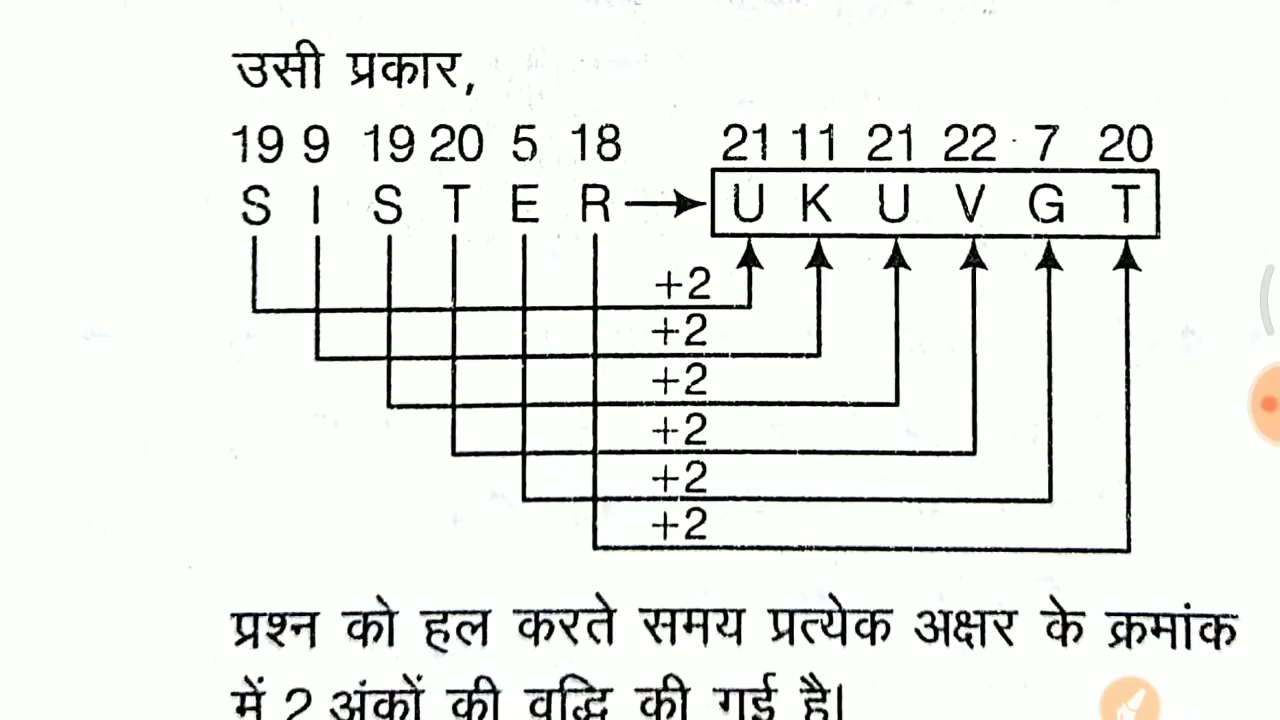 उसी प्रकार,
19 9 19 20 5 18 21 11 21 22 7 20
S I S T E R U K U V G T
+2
+2
+2
+2
+2
+2
प्रश्न को हल करते समय प्रत्येक अक्षर के क्रमांक
में 2 अंकों की वृद्धि की गई है।